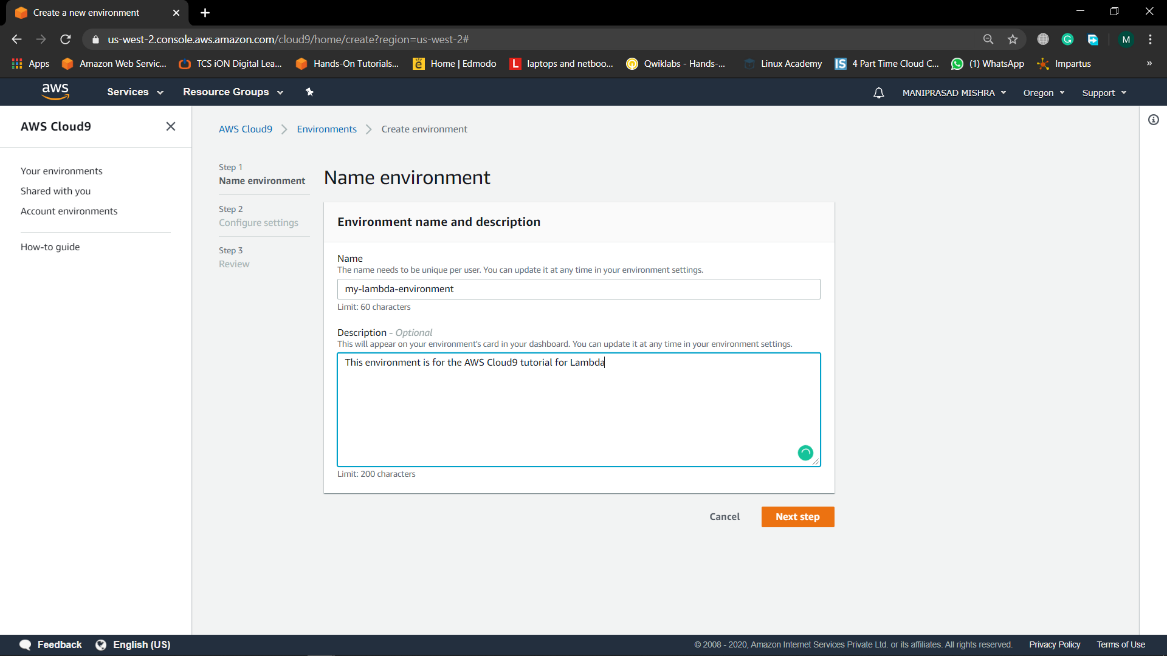 Create a new environment
us-west-2.console.aws.amazon.com/cloud9/home/create?region=us-west-2#
M
Apps
Amazon Web Servic...
TCS iON Digital Lea...
Hands-On Tutorials...
Home | Edmodo
laptops and netboo...
Qwiklabs - Hands-...
Linux Academy
4 Part Time Cloud C...
(1) WhatsApp
Impartus
»
aws
Services
Resource Groups
MANIPRASAD MISHRA
Oregon
Support
AWS Cloud9
Your environments
Shared with you
Account environments
How-to guide
AWS Cloud9 > Environments > Create environment
Step 1
Name environment
Step 2
Configure settings
Step 3
Review
Name environment
Environment name and description
Name
The name needs to be unique per user. You can update it at any time in your environment settings.
my-lambda-environment
Limit: 60 characters
Description - Optional
This will appear on your environment's card in your dashboard. You can update it at any time in your environment settings.
This environment is for the AWS Cloud9 tutorial for Lambda
Limit: 200 characters
Cancel
Next step
Feedback
English (US)
© 2008 - 2020, Amazon Internet Services Private Ltd. or its affiliates. All rights reserved.
Privacy Policy
Terms of Use